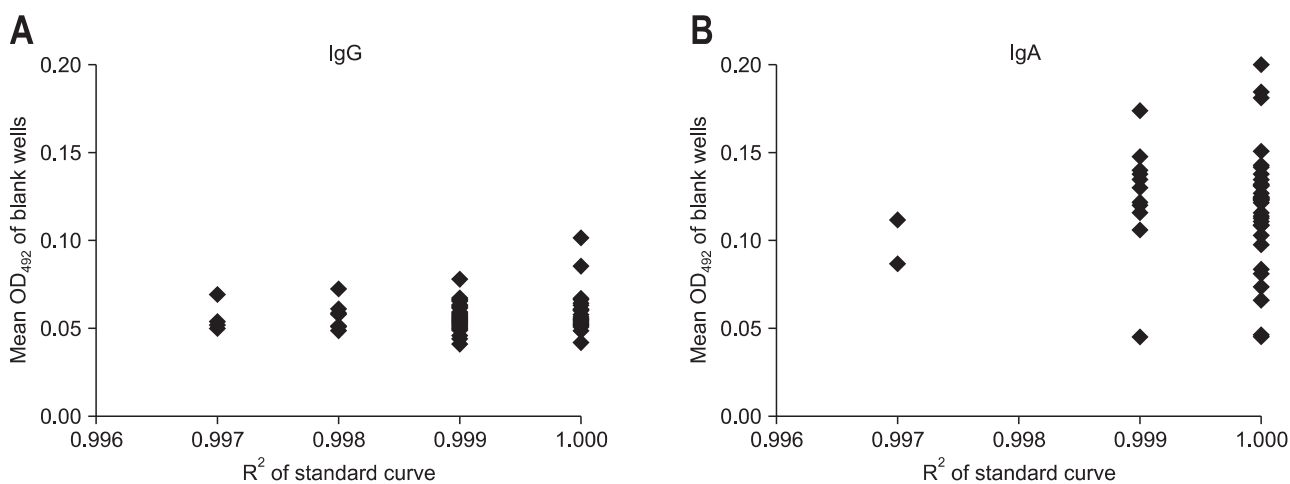 A
IgG
Mean OD492 of blank wells
0.20
0.15
0.10
0.05
0.00
0.996 0.997 0.998 0.999 1.000
R2 of standard curve
B
IgA
Mean OD492 of blank wells
0.20
0.15
0.10
0.05
0.00
0.996 0.997 0.998 0.999 1.000
R2 of standard curve